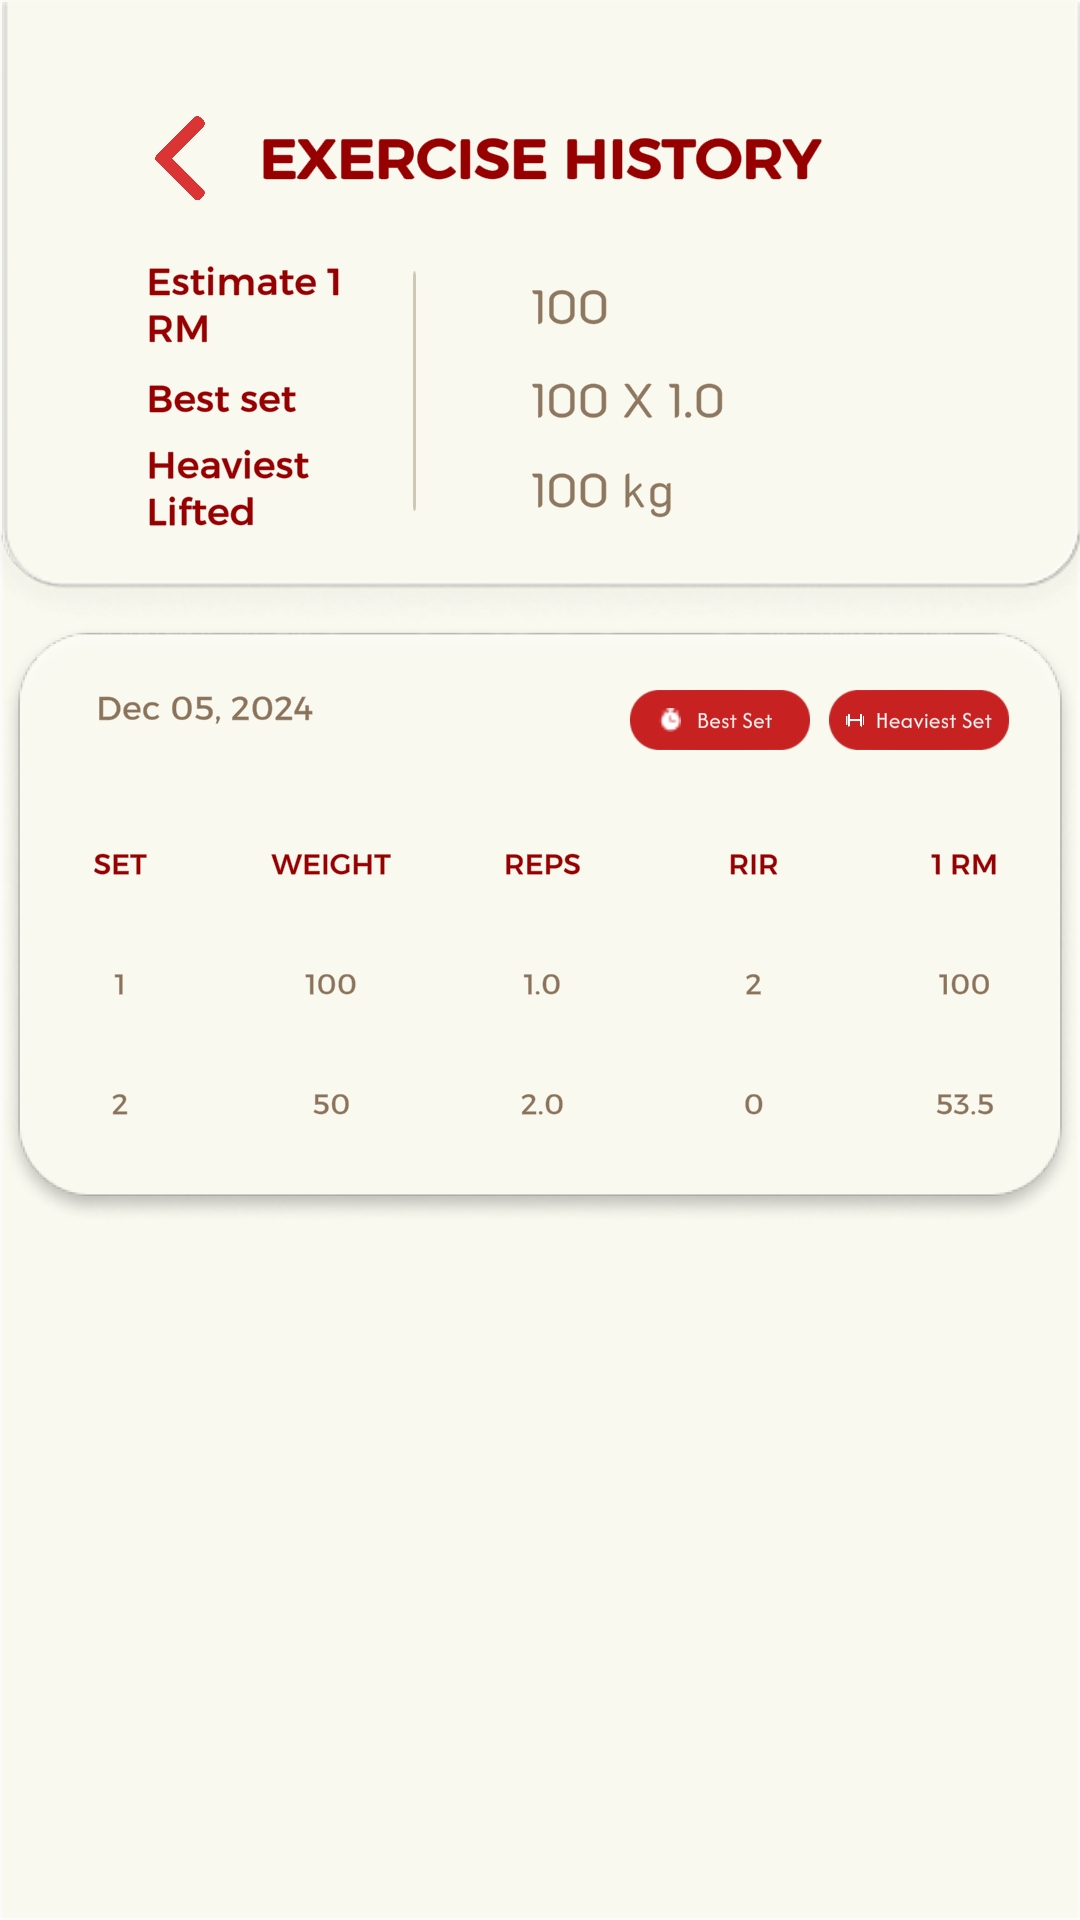 EXERCISE HISTORY
Estimate 1
RM
100
Best set
100 X 1.0
Heaviest
Lifted
100 kg
Dec 05, 2024
Best Set
Heaviest Set
SET WEIGHT REPS RIR 1 RM
1 100 1.0 2 100
2 50 2.0 0 53.5